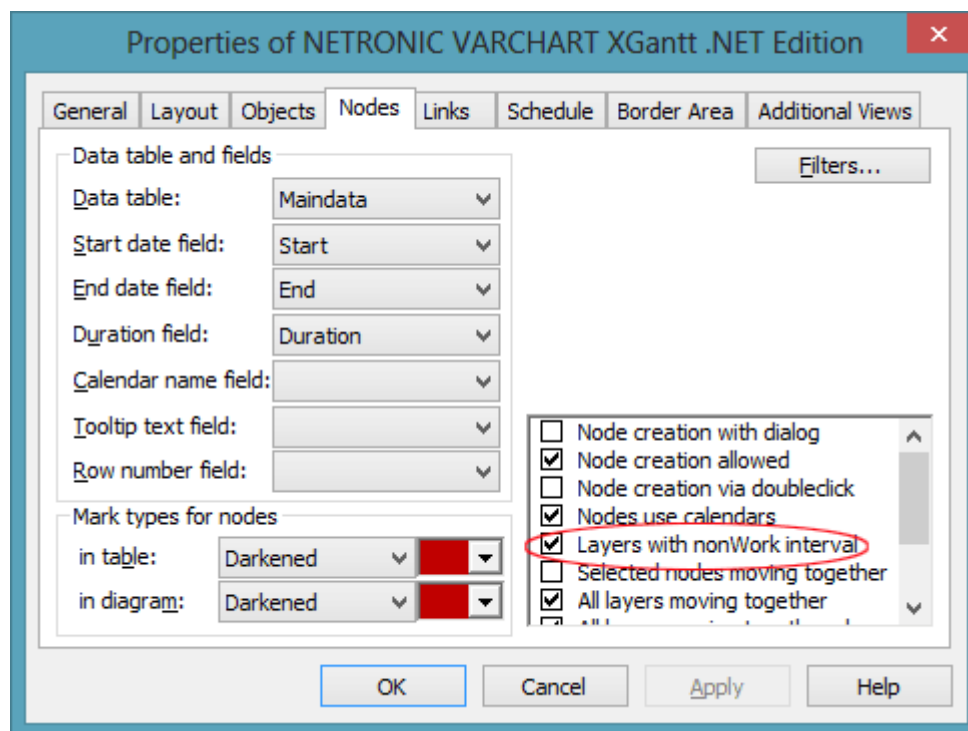 Properties of NETRONIC VARCHART XGantt .NET Edition
General Layout Objects Nodes Links Schedule Border Area Additional Views
Data table and fields
Filters...
Data table: Maindata
Start date field: Start
End date field: End
Duration field: Duration
Calendar name field:
Tooltip text field:
Row number field:
Node creation with dialog
Node creation allowed
Node creation via doubleclick
Nodes use calendars
Layers with nonWork interval
Selected nodes moving together
All layers moving together
Mark types for nodes
in table: Darkened
in diagram: Darkened
OK Cancel Apply Help